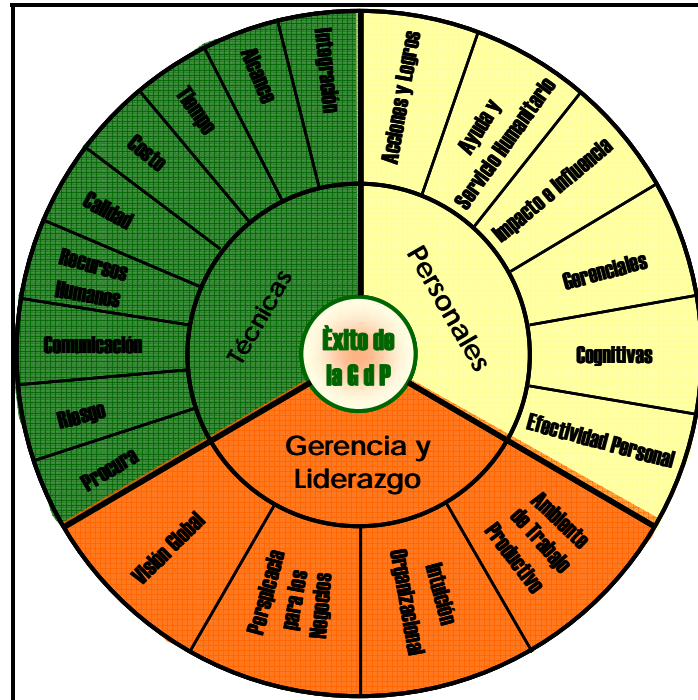 Èxito de
la G d P
Técnicas
Integración
Alcance
Tiempo
Costo
Calidad
Recursos
Humanos
Comunicación
Riesgo
Procura
Personales
Acciones y Logros
Ayuda y
Servicio Humanitario
Impacto e Influencia
Gerenciales
Cognitivas
Efectividad Personal
Gerencia y
Liderazgo
Visión Global
Perspicacia
para los
Negocios
Intuición
Organizacional
Ambiente
de Trabajo
Productivo